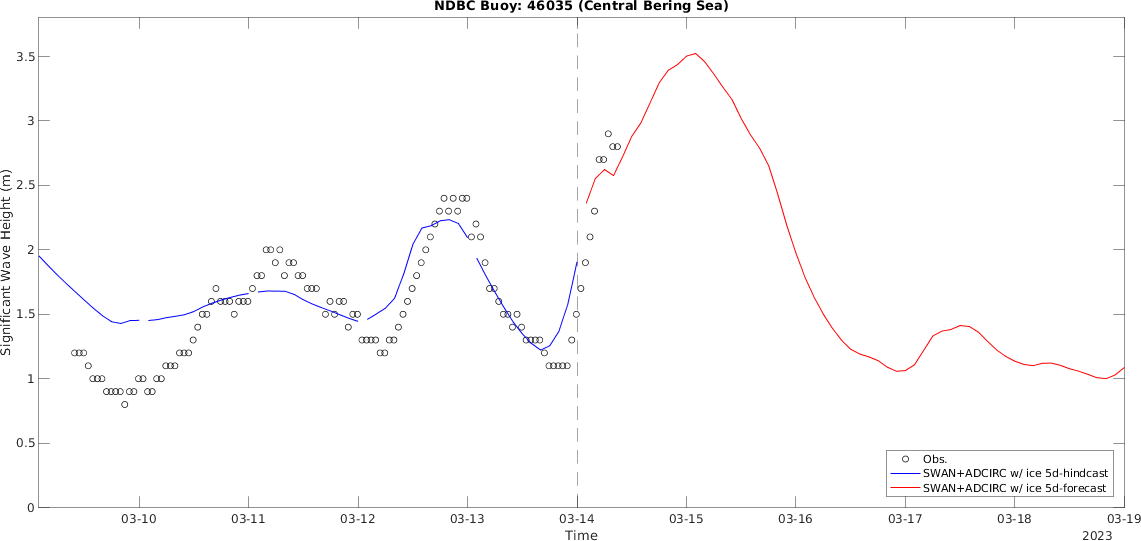 NDBC Buoy: 46035 (Central Bering Sea)
Significant Wave Height (m)
3.5
3
2.5
2
1.5
1
0.5
0
03-10 03-11 03-12 03-13 03-14 03-15 03-16 03-17 03-18 03-19
Time
2023
Obs.
SWAN+ADCIRC w/ ice 5d-hindcast
SWAN+ADCIRC w/ ice 5d-forecast